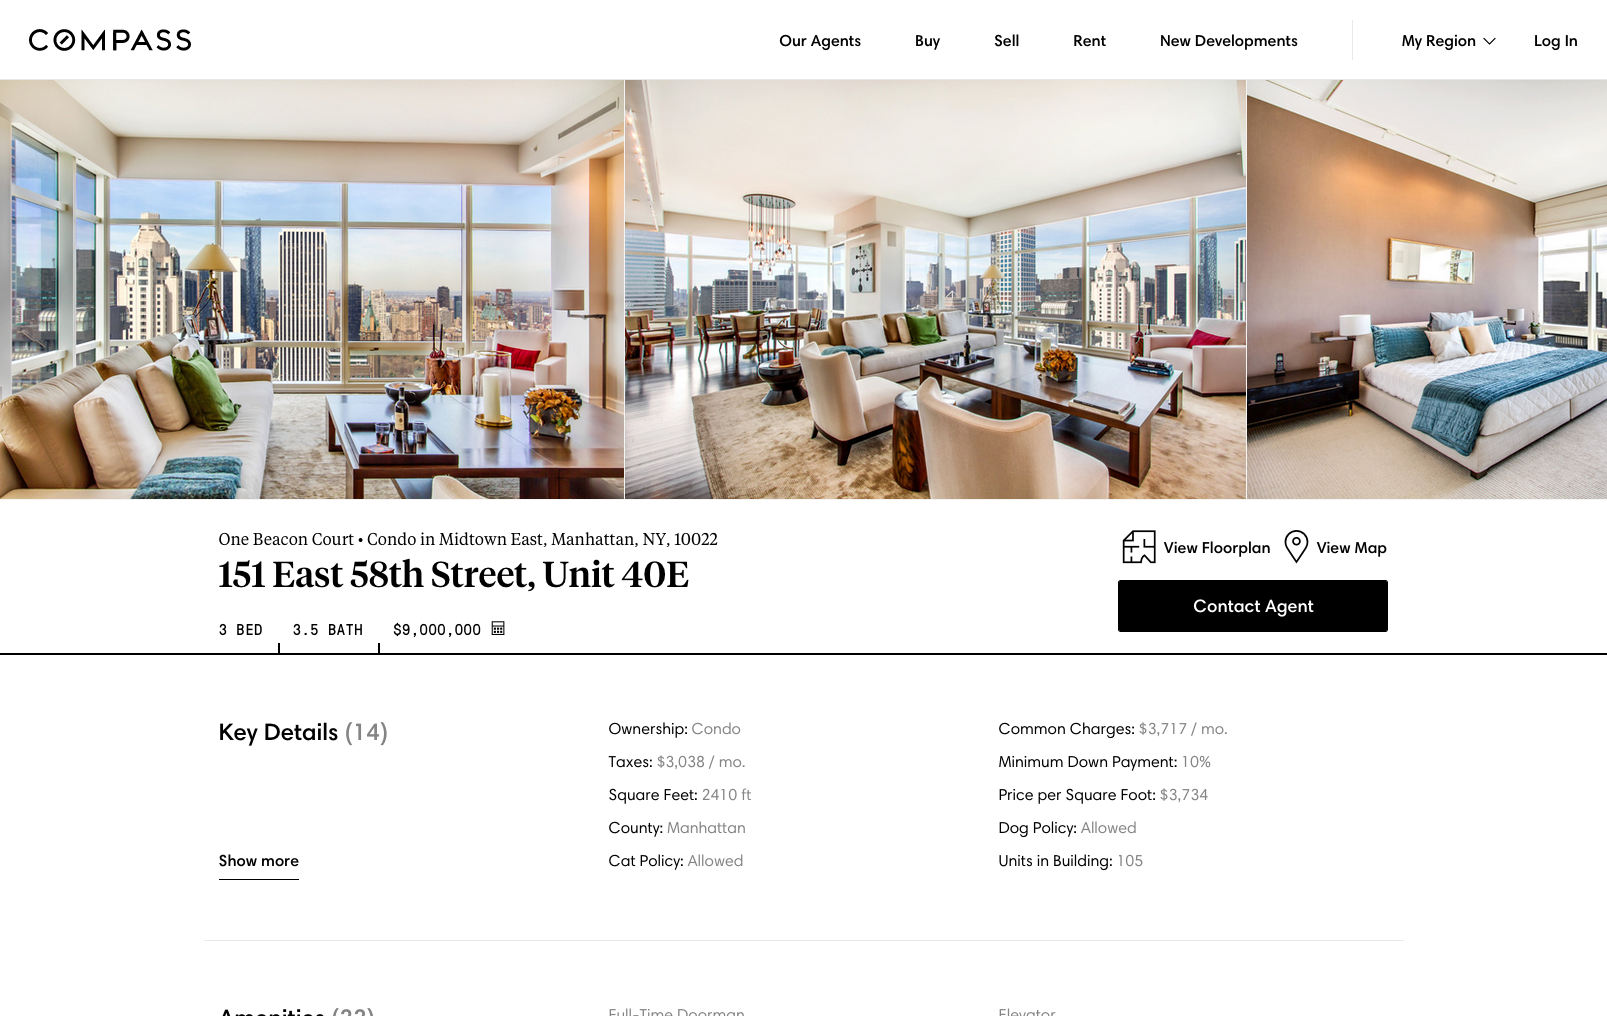 COMPASS
Our Agents
Buy
Sell
Rent
New Developments
My Region
Log In
One Beacon Court • Condo in Midtown East, Manhattan, NY, 10022
151 East 58th Street, Unit 40E
3 BED
3.5 BATH
$9,000,000
View Floorplan
View Map
Contact Agent
Key Details (14)
Show more
Ownership: Condo
Taxes: $3,038 / mo.
Square Feet: 2410 ft
County: Manhattan
Cat Policy: Allowed
Common Charges: $3,717 / mo.
Minimum Down Payment: 10%
Price per Square Foot: $3,734
Dog Policy: Allowed
Units in Building: 105
Amenities
Full-Time Doorman
Elevator